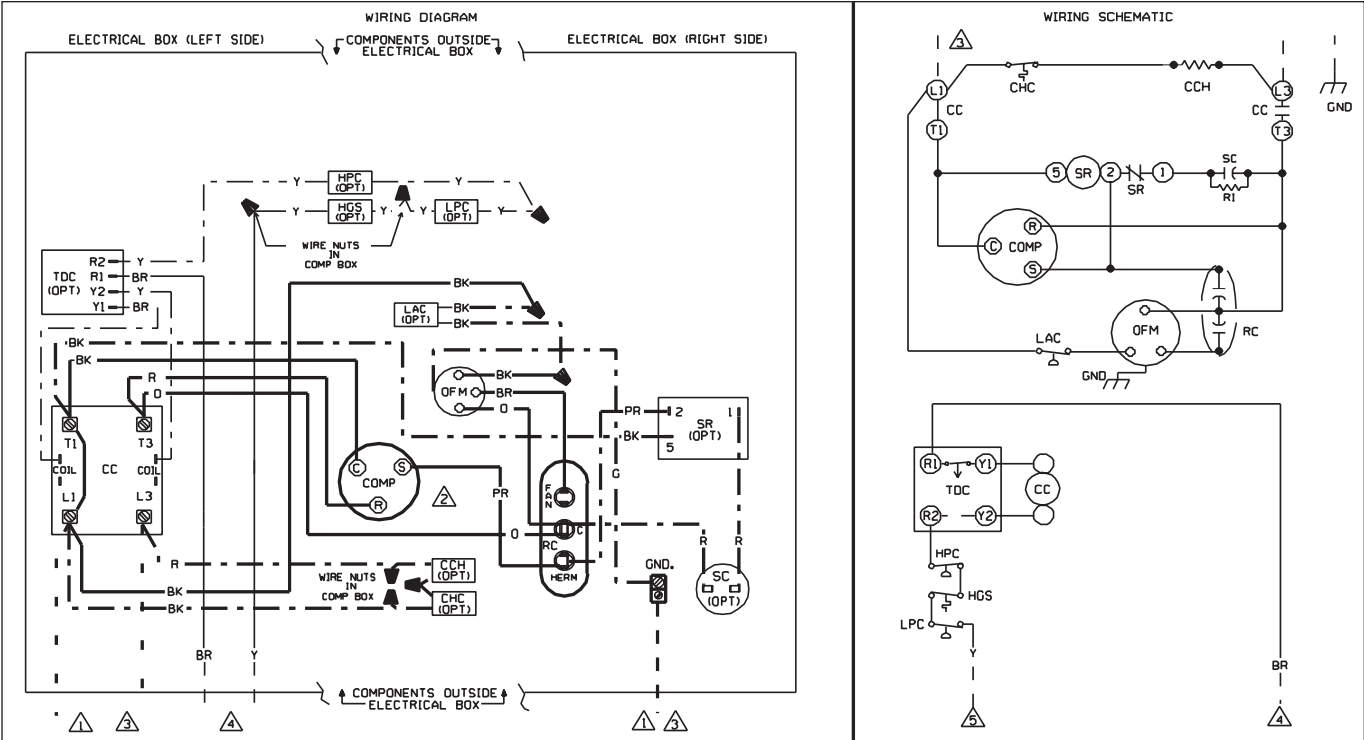 WIRING DIAGRAM
ELECTRICAL BOX (LEFT SIDE)
COMPONENTS OUTSIDE
ELECTRICAL BOX
ELECTRICAL BOX (RIGHT SIDE)
Y
HPC
(OPT)
Y
Y
HGS
(OPT)
Y
Y
LPC
(OPT)
Y
WIRE NUTS
IN
COMP BOX
TDC
(OPT)
R2
Y
R1
BR
Y2
Y
Y1
BR
BK
LAC
(OPT)
BK
BK
BK
BK
R
O
OFM
BK
BR
O
PR
BK
2
1
SR
(OPT)
5
T1
T3
COIL
CC
COIL
L1
L3
C
S
COMP
R
2
PR
G
FAN
C
RC
HERM
O
R
R
SC
(OPT)
GND.
R
BK
BK
WIRE NUTS
IN
COMP BOX
CCH
(OPT)
CHC
(OPT)
BR
Y
COMPONENTS OUTSIDE
ELECTRICAL BOX
1
3
4
1
3
WIRING SCHEMATIC
3
L1
CC
T1
CHC
CCH
L3
CC
T3
GND
5
SR
2
SR
1
SC
R1
C
COMP
R
S
OFM
RC
LAC
GND
R1
Y1
TDC
CC
R2
Y2
HPC
HGS
LPC
Y
BR
5
4